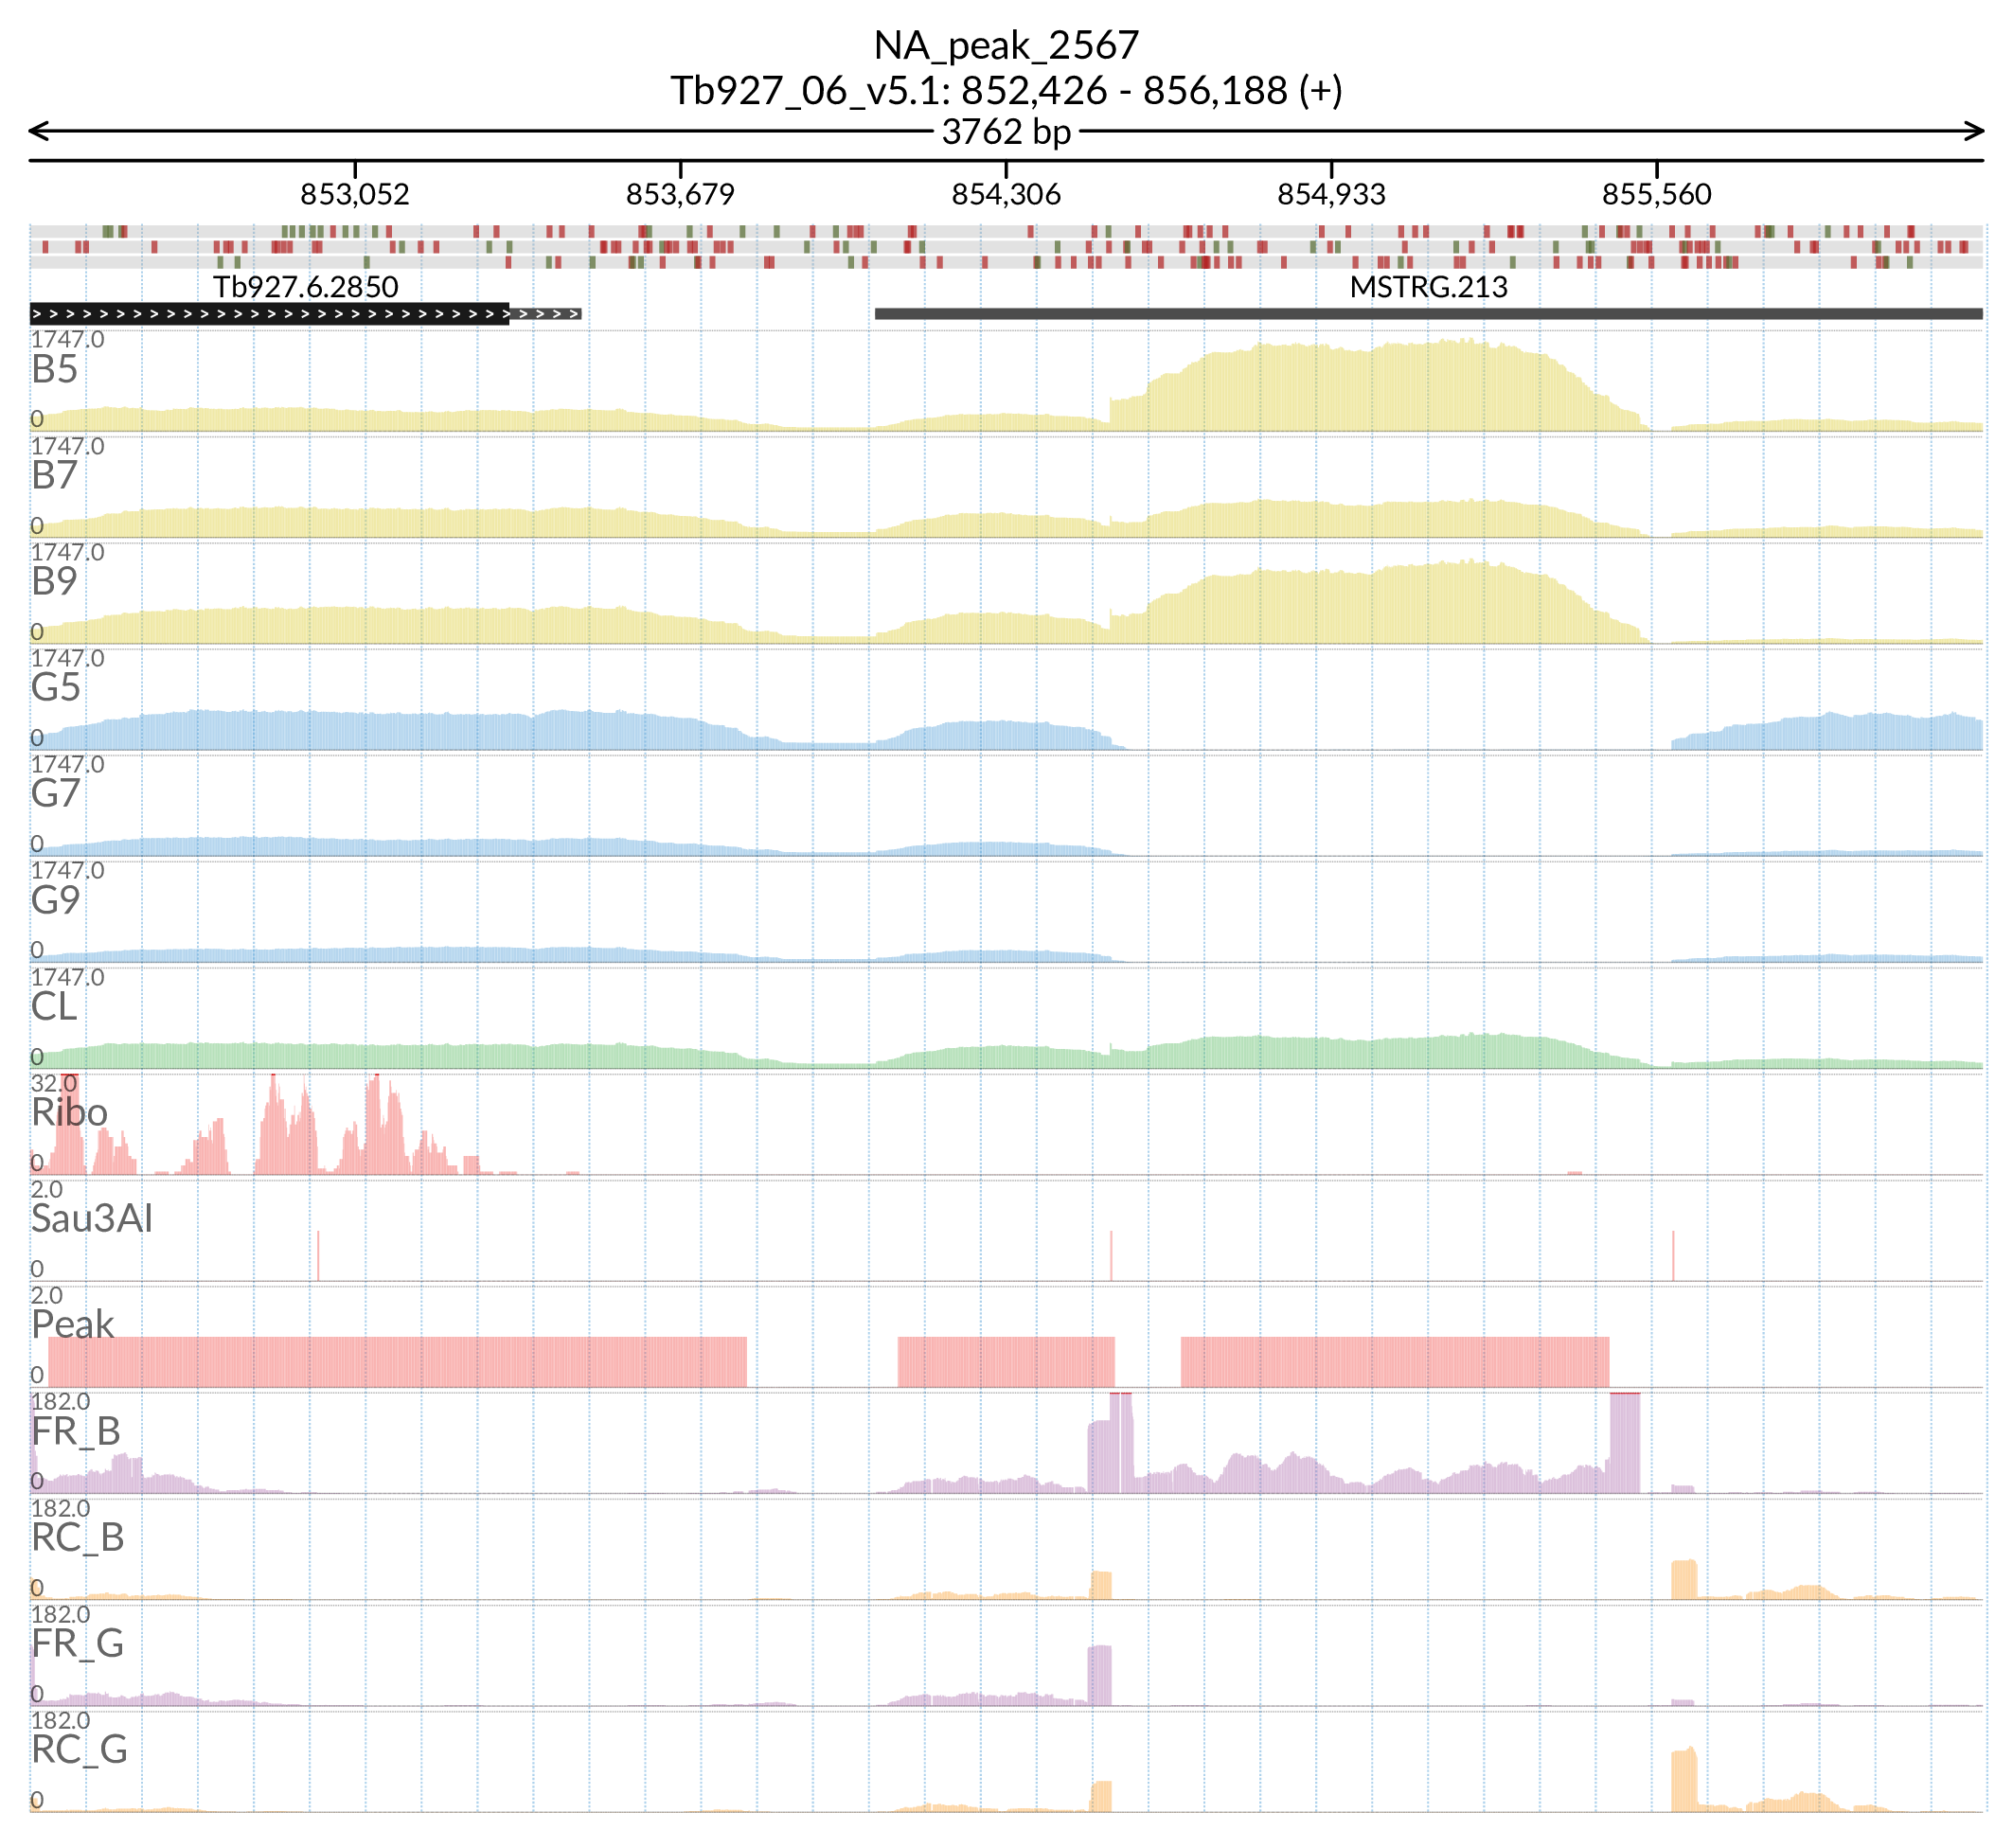 NA_peak_2567
Tb927_06_v5.1: 852,426 - 856,188 (+)
3762 bp
853,052 853,679 854,306 854,933 855,560
Tb927.6.2850 MSTRG.213
1747.0
B5
0
1747.0
B7
0
1747.0
B9
0
1747.0
G5
0
1747.0
G7
0
1747.0
G9
0
1747.0
CL
0
32.0
Ribo
0
2.0
Sau3AI
0
2.0
Peak
0
182.0
FR_B
0
182.0
RC_B
0
182.0
FR_G
0
182.0
RC_G
0